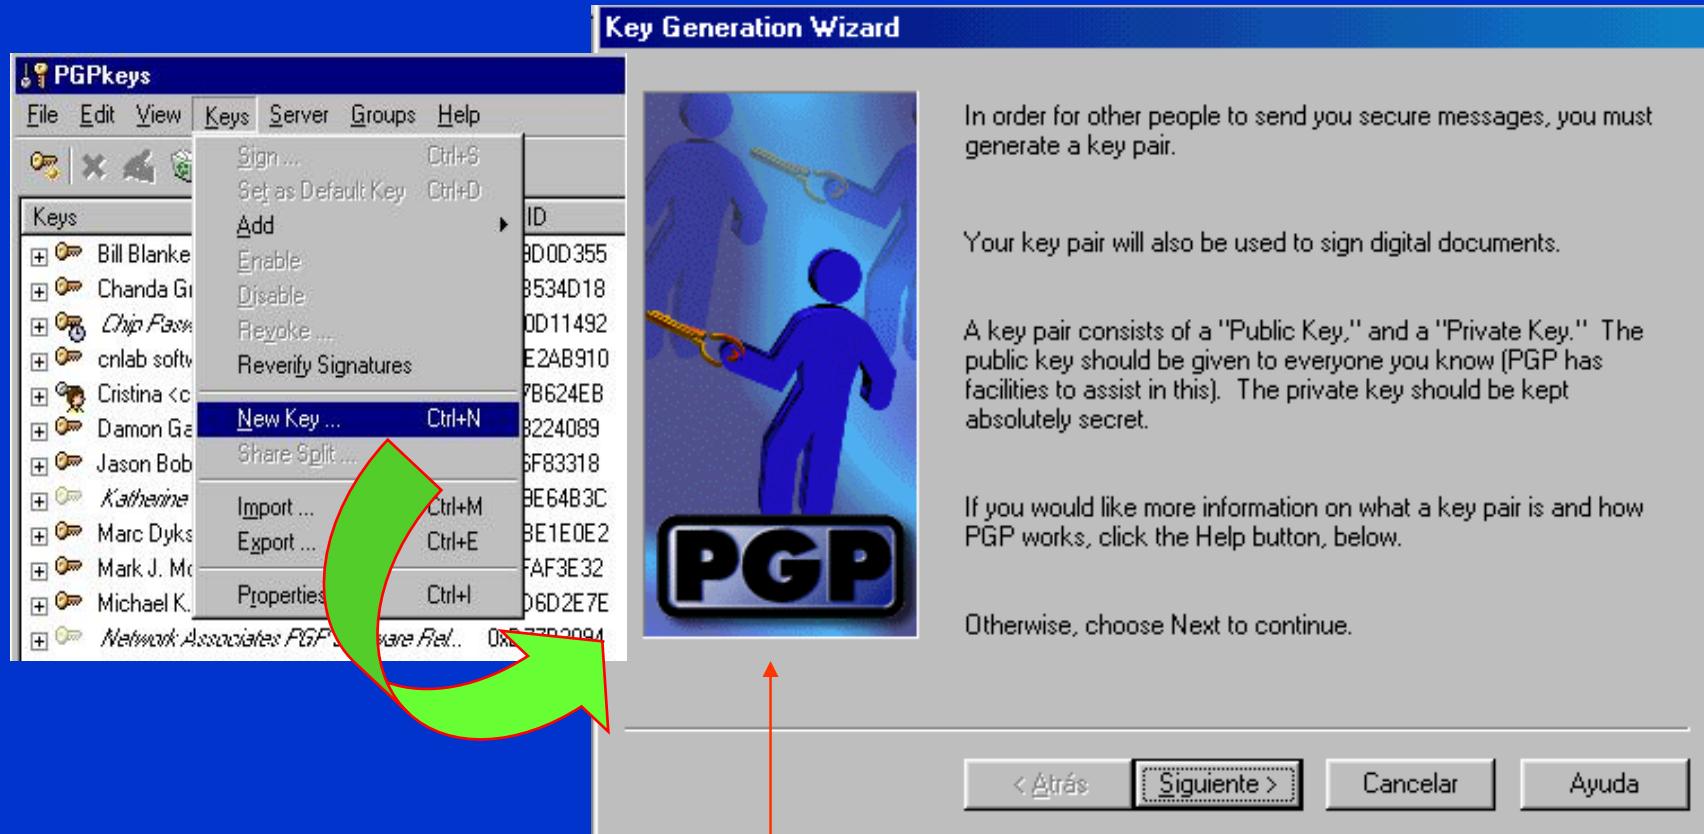 Key Generation Wizard
PGPkeys
File Edit View Keys Server Groups Help
Sign ... Ctrl+S
Set as Default Key Ctrl+D
Add
Enable
Disable
Revoke ...
Reverify Signatures
New Key ... Ctrl+N
Share Split ...
Import ... Ctrl+M
Export ... Ctrl+E
Properties Ctrl+I
Keys ID
Bill Blanke 9D0D355
Chanda Gr B534D18
Chip Pasw 0D11492
cnlab softw E2AB910
Cristina <c 7B624EB
Damon Ga 3224089
Jason Bob 6F83318
Katherine BE64B3C
Marc Dyks BE1E0E2
Mark J. Mc FAF3E32
Michael K. D6D2E7E
Network Associates PGP Rel...
PGP
In order for other people to send you secure messages, you must
generate a key pair.
Your key pair will also be used to sign digital documents.
A key pair consists of a "Public Key," and a "Private Key." The
public key should be given to everyone you know (PGP has
facilities to assist in this). The private key should be kept
absolutely secret.
If you would like more information on what a key pair is and how
PGP works, click the Help button, below.
Otherwise, choose Next to continue.
< Atrás Siguiente > Cancelar Ayuda